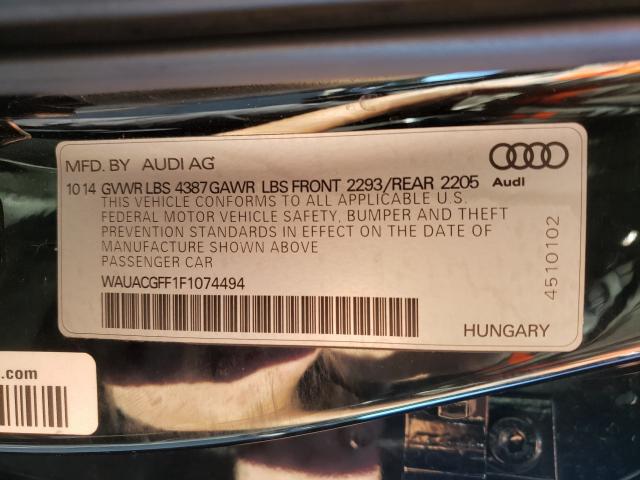 MFD. BY AUDI AG
1014 GVWR LBS 4387 GAWR LBS FRONT 2293/REAR 2205
Audi
THIS VEHICLE CONFORMS TO ALL APPLICABLE U.S.
FEDERAL MOTOR VEHICLE SAFETY, BUMPER AND THEFT
PREVENTION STANDARDS IN EFFECT ON THE DATE OF
MANUFACTURE SHOWN ABOVE
PASSENGER CAR
WAUACGFF1F1074494
HUNGARY
4510102
.com